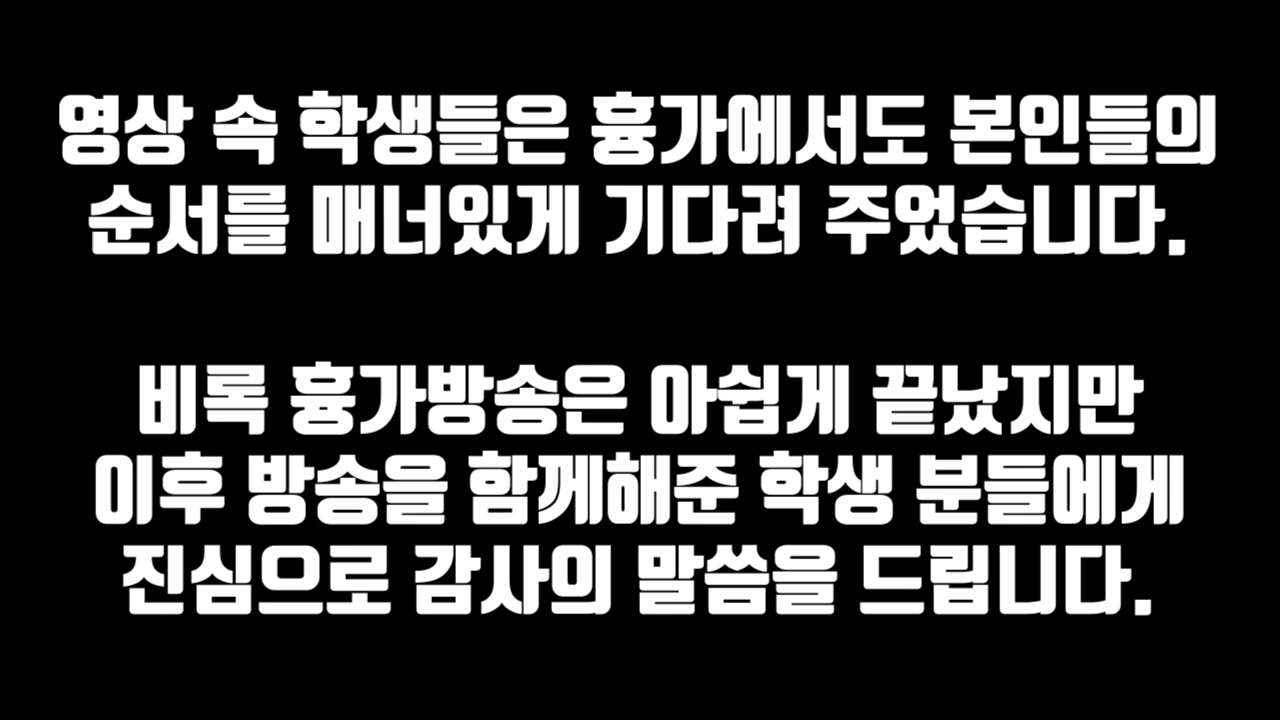 영상 속 학생들은 흉가에서도 본인들의
순서를 매너있게 기다려 주었습니다.
비록 흉가방송은 아쉽게 끝났지만
이후 방송을 함께해준 학생 분들에게
진심으로 감사의 말씀을 드립니다.